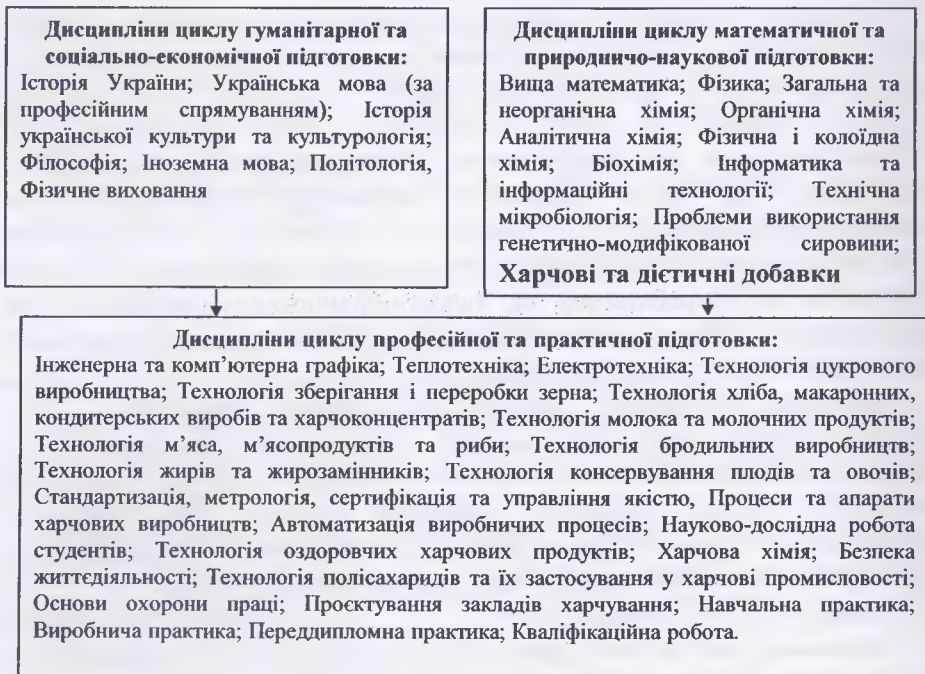 Дисципліни циклу гуманітарної та
соціально-економічної підготовки:
Історія України; Українська мова (за
професійним спрямуванням); Історія
української культури та культурологія;
Філософія; Іноземна мова; Політологія,
Фізичне виховання
Дисципліни циклу математичної та
природничо-наукової підготовки:
Вища математика; Фізика; Загальна та
неорганічна хімія; Органічна хімія;
Аналітична хімія; Фізична і колоїдна
хімія; Біохімія; Інформатика та
інформаційні технології; Технічна
мікробіологія; Проблеми використання
генетично-модифікованої сировини;
Харчові та дієтичні добавки
Дисципліни циклу професійної та практичної підготовки:
Інженерна та комп’ютерна графіка; Теплотехніка; Електротехніка; Технологія цукрового
виробництва; Технологія зберігання і переробки зерна; Технологія хліба, макаронних,
кондитерських виробів та харчоконцентратів; Технологія молока та молочних продуктів;
Технологія м’яса, м’ясопродуктів та риби; Технологія бродильних виробництв;
Технологія жирів та жирозамінників; Технологія консервування плодів та овочів;
Стандартизація, метрологія, сертифікація та управління якістю, Процеси та апарати
харчових виробництв; Автоматизація виробничих процесів; Науково-дослідна робота
студентів; Технологія оздоровчих харчових продуктів; Харчова хімія; Безпека
життєдіяльності; Технологія полісахаридів та їх застосування у харчові промисловості;
Основи охорони праці; Проєктування закладів харчування; Навчальна практика;
Виробнича практика; Переддипломна практика; Кваліфікаційна робота.